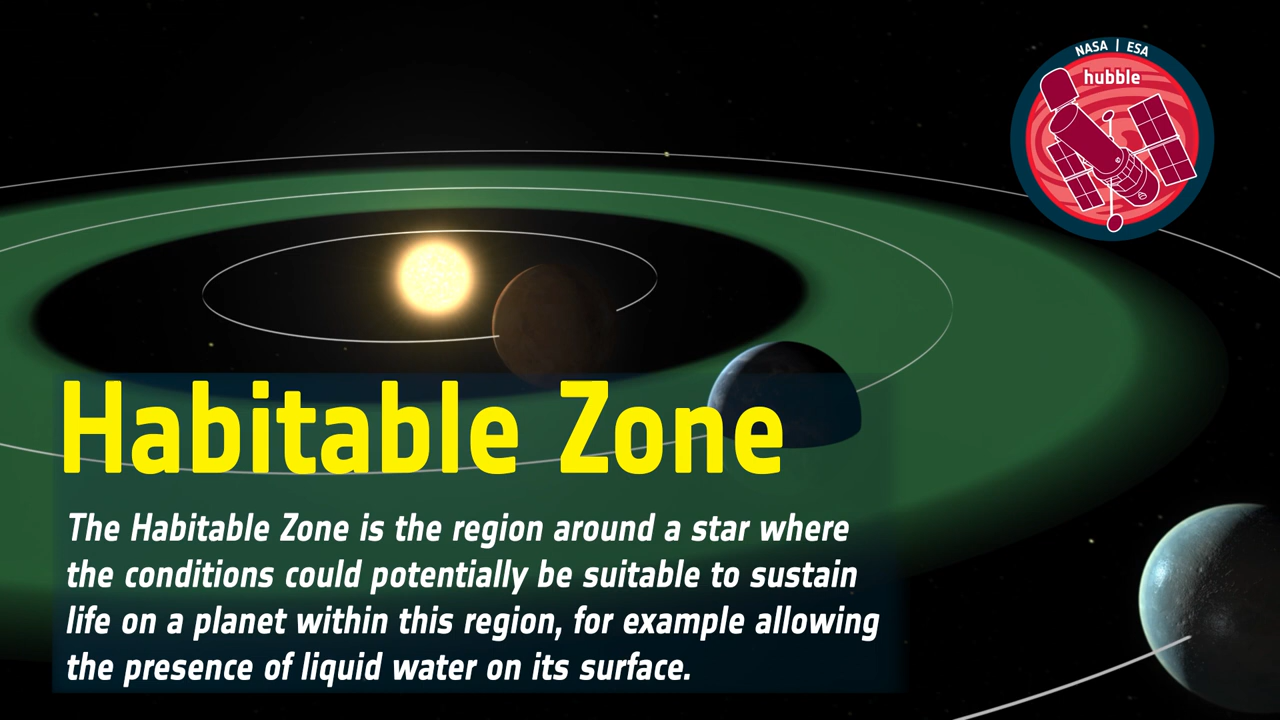 NASA | ESA
hubble
Habitable Zone
The Habitable Zone is the region around a star where
the conditions could potentially be suitable to sustain
life on a planet within this region, for example allowing
the presence of liquid water on its surface.